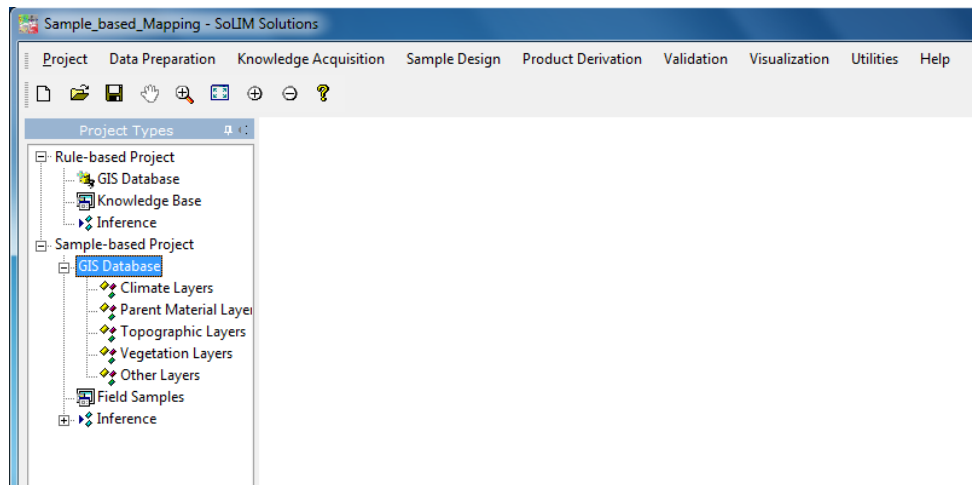 Sample_based_Mapping - SoLIM Solutions
Project Data Preparation Knowledge Acquisition Sample Design Product Derivation Validation Visualization Utilities Help
Project Types
Rule-based Project
GIS Database
Knowledge Base
Inference
Sample-based Project
GIS Database
Climate Layers
Parent Material Layer
Topographic Layers
Vegetation Layers
Other Layers
Field Samples
Inference